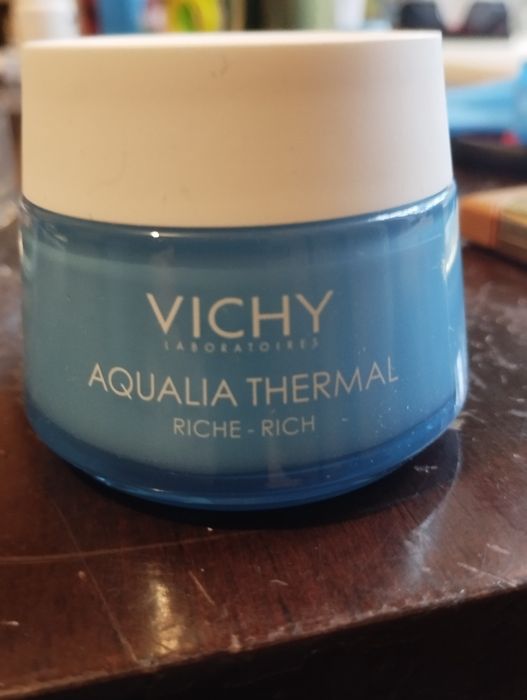 VICHY
LABORATOIRES
AQUALIA THERMAL
RICHE - RICH